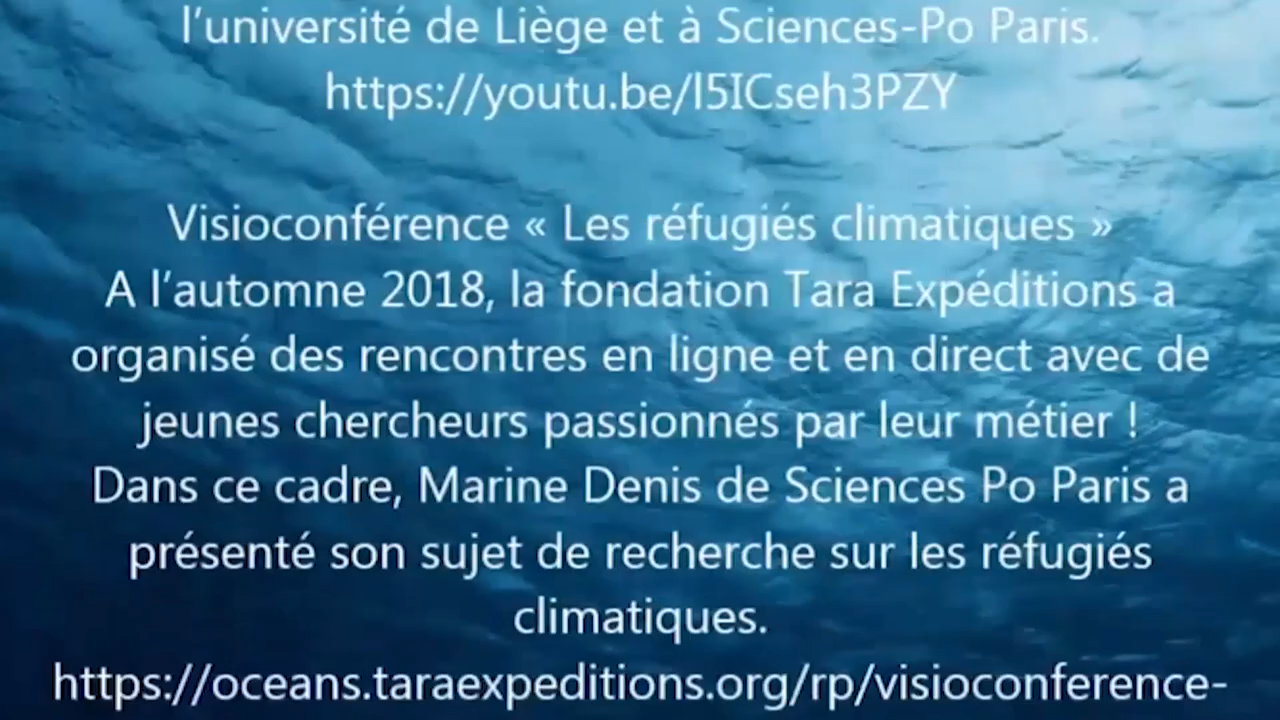 l’université de Liège et à Sciences-Po Paris.
https://youtu.be/l5ICseh3PZY
Visioconférence « Les réfugiés climatiques »
A l’automne 2018, la fondation Tara Expéditions a
organisé des rencontres en ligne et en direct avec de
jeunes chercheurs passionnés par leur métier !
Dans ce cadre, Marine Denis de Sciences Po Paris a
présenté son sujet de recherche sur les réfugiés
climatiques.
https://oceans.taraexpeditions.org/rp/visioconference-